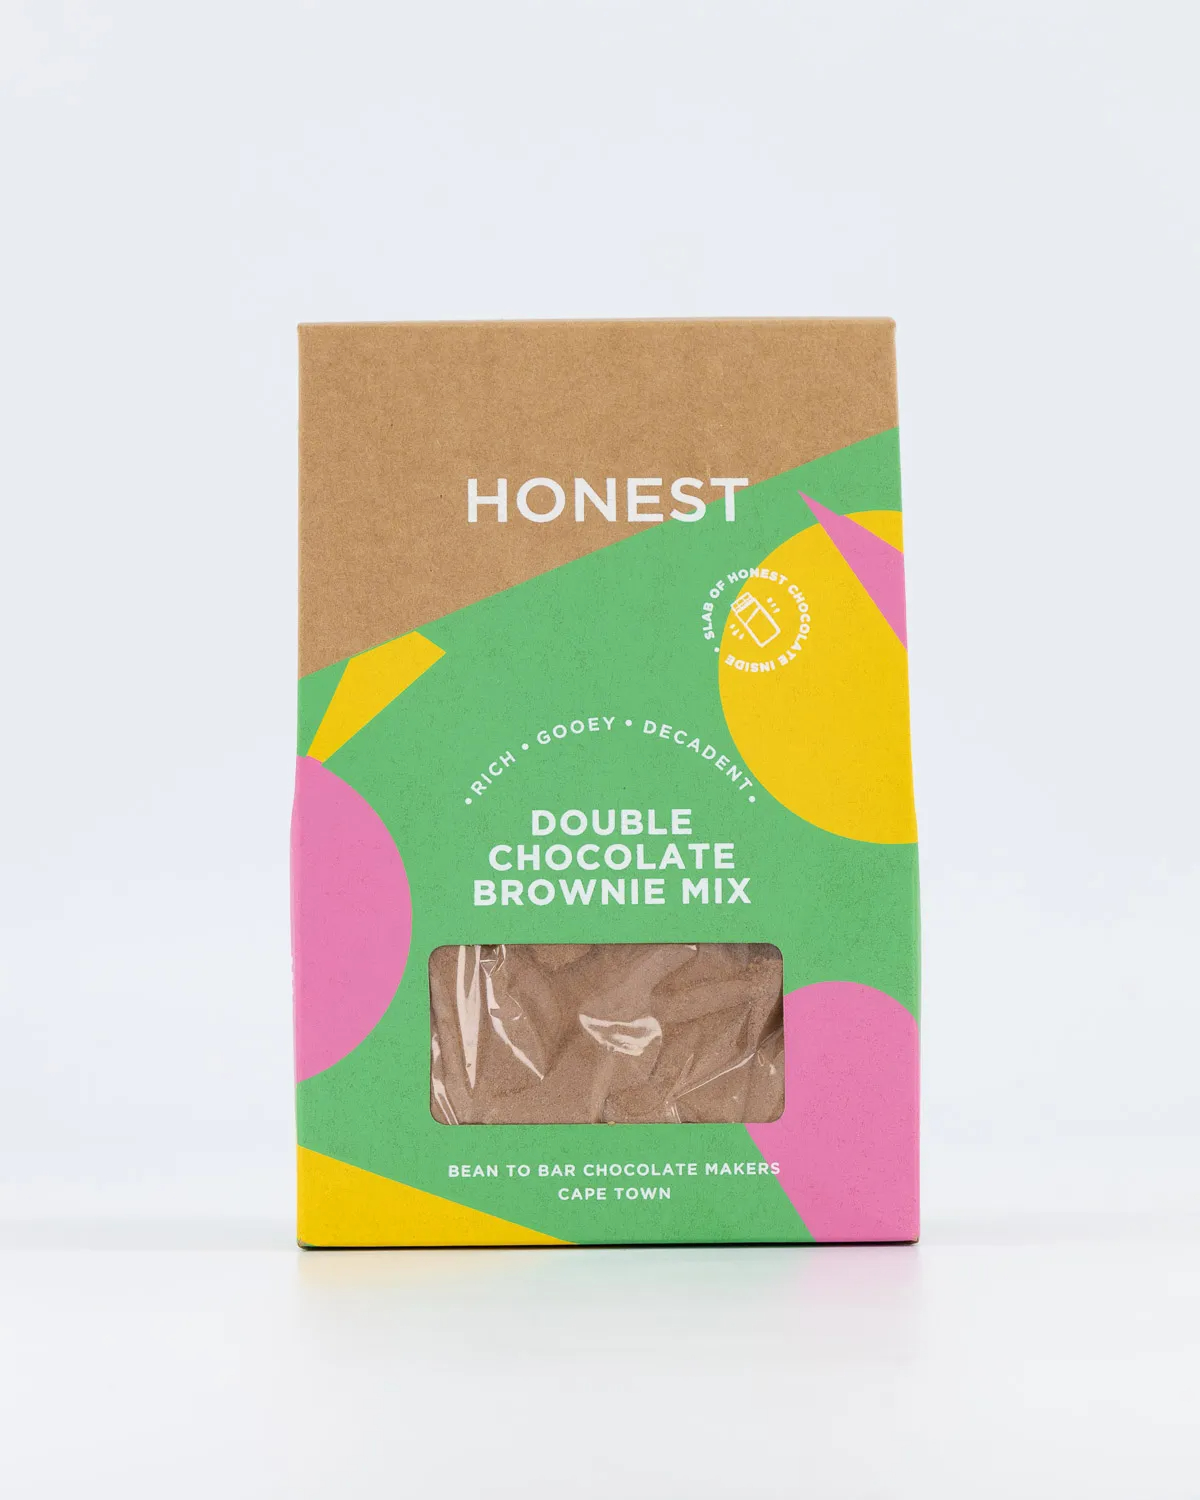 HONEST
• SLAB OF HONEST CHOCOLATE INSIDE
• RICH • GOOEY • DECADENT •
DOUBLE
CHOCOLATE
BROWNIE MIX
BEAN TO BAR CHOCOLATE MAKERS
CAPE TOWN